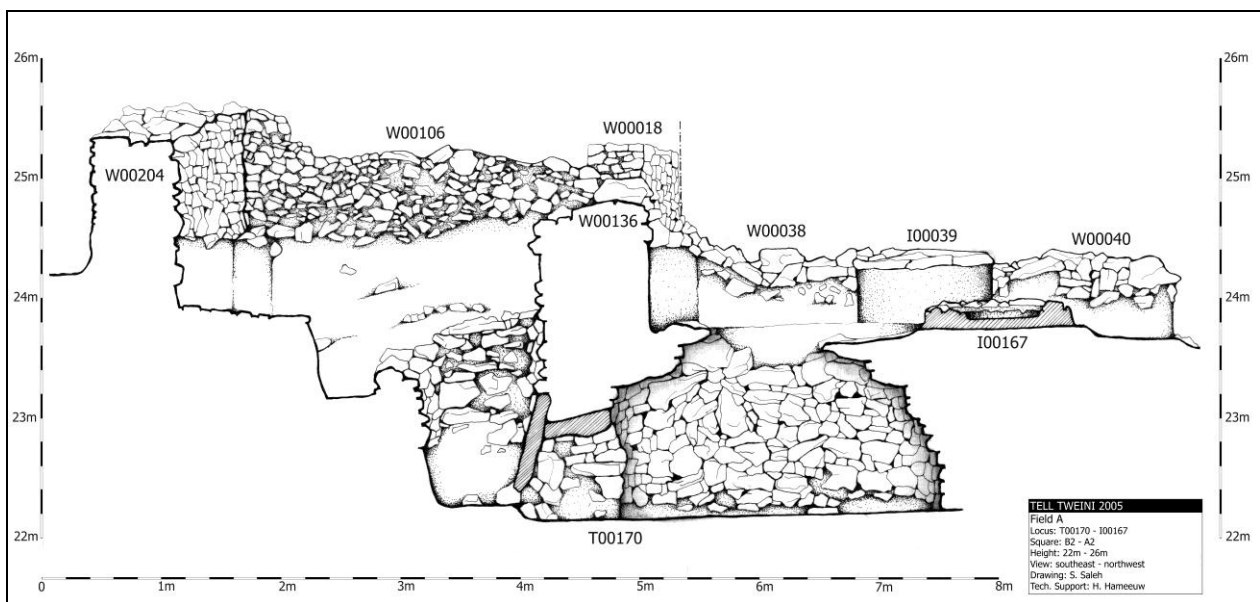 26m
26m
W00106
W00018
W00204
25m
25m
W00136
W00038
I00039
W00040
24m
24m
I00167
23m
23m
TELL TWEINI 2005
Field A
Locus: T00170 - I00167
Square: B2 - A2
Height: 22m - 26m
View: southeast - northwest
Drawing: S. Saleh
Tech. Support: H. Hameeuw
22m
22m
T00170
0 1m 2m 3m 4m 5m 6m 7m 8m